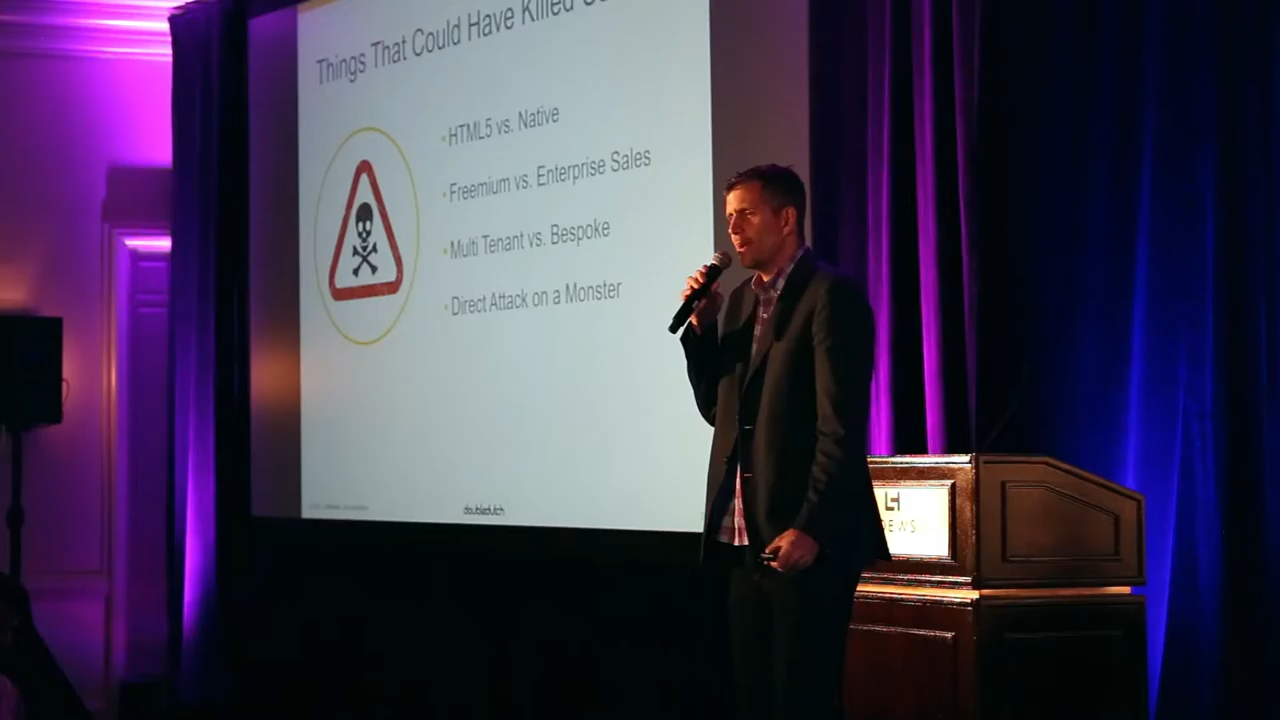 Things That Could Have Killed
HTML5 vs. Native
Freemium vs. Enterprise Sales
Multi Tenant vs. Bespoke
Direct Attack on a Monster
doubledutch
LH